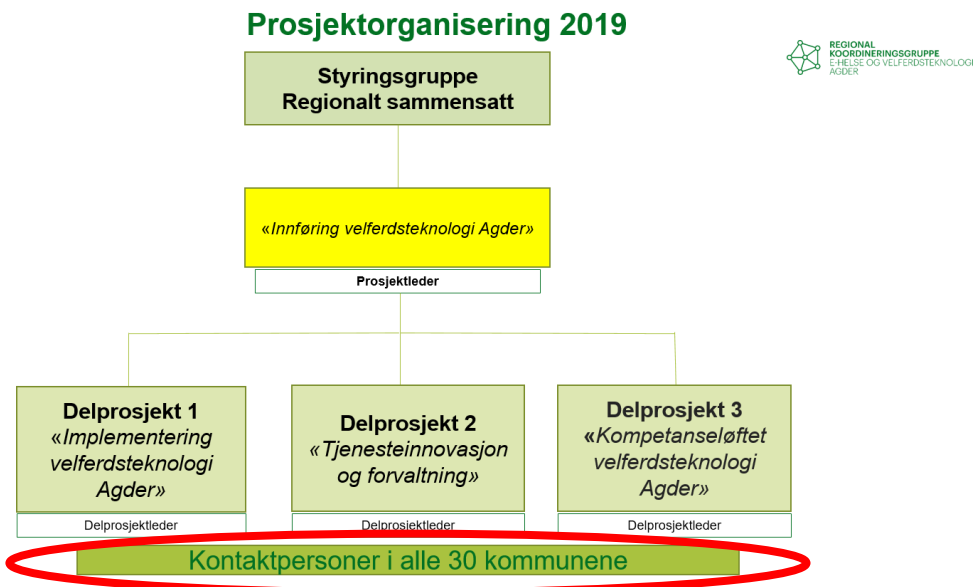 Prosjektorganisering 2019
REGIONAL
KOORDINERINGSGRUPPE
E-HELSE OG VELFERDSTEKNOLOGI
AGDER
Styringsgruppe
Regionalt sammensatt
«Innføring velferdsteknologi Agder»
Prosjektleder
Delprosjekt 1
«Implementering
velferdsteknologi
Agder»
Delprosjektleder
Delprosjekt 2
«Tjenesteinnovasjon
og forvaltning»
Delprosjektleder
Delprosjekt 3
«Kompetanseløftet
velferdsteknologi
Agder»
Delprosjektleder
Kontaktpersoner i alle 30 kommunene